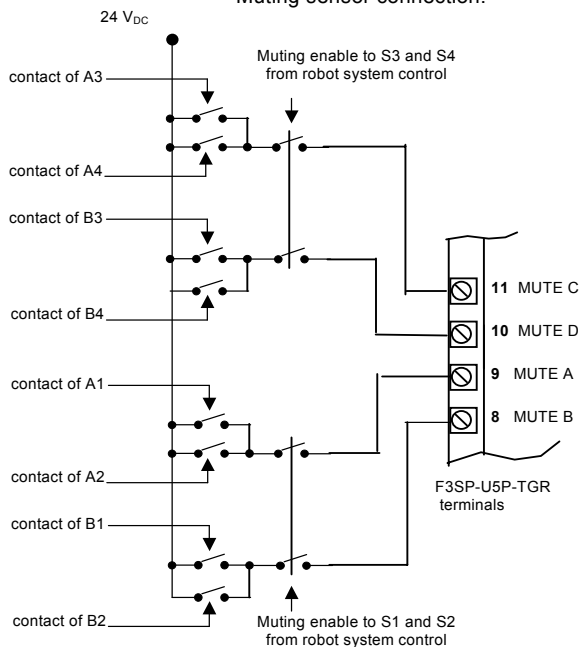 Muting sensor connection:
24 VDC
Muting enable to S3 and S4
from robot system control
contact of A3
contact of A4
contact of B3
contact of B4
11 MUTE C
10 MUTE D
9 MUTE A
8 MUTE B
F3SP-U5P-TGR
terminals
contact of A1
contact of A2
contact of B1
contact of B2
Muting enable to S1 and S2
from robot system control